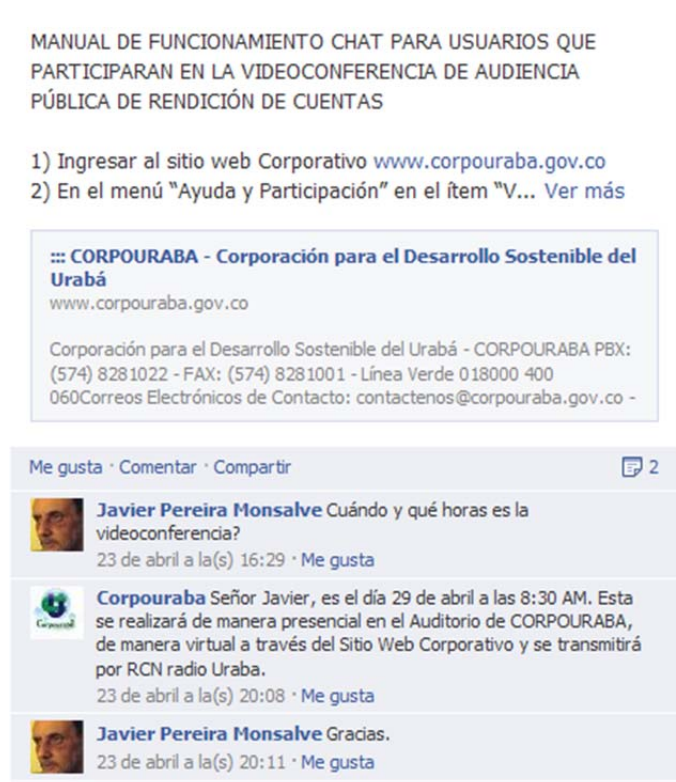 MANUAL DE FUNCIONAMIENTO CHAT PARA USUARIOS QUE
PARTICIPARAN EN LA VIDEOCONFERENCIA DE AUDIENCIA
PÚBLICA DE RENDICIÓN DE CUENTAS
1) Ingresar al sitio web Corporativo www.corpouraba.gov.co
2) En el menú “Ayuda y Participación” en el ítem “V... Ver más
::: CORPOURABA - Corporación para el Desarrollo Sostenible del
Urabá
www.corpouraba.gov.co
Corporación para el Desarrollo Sostenible del Urabá - CORPOURABA PBX:
(574) 8281022 - FAX: (574) 8281001 - Línea Verde 018000 400
060Correos Electrónicos de Contacto: contactenos@corpouraba.gov.co -
Me gusta · Comentar · Compartir 2
Javier Pereira Monsalve Cuándo y qué horas es la
videoconferencia?
23 de abril a la(s) 16:29 · Me gusta
Corpouraba Señor Javier, es el día 29 de abril a las 8:30 AM. Esta
se realizará de manera presencial en el Auditorio de CORPOURABA,
de manera virtual a través del Sitio Web Corporativo y se transmitirá
por RCN radio Uraba.
23 de abril a la(s) 20:08 · Me gusta
Javier Pereira Monsalve Gracias.
23 de abril a la(s) 20:11 · Me gusta